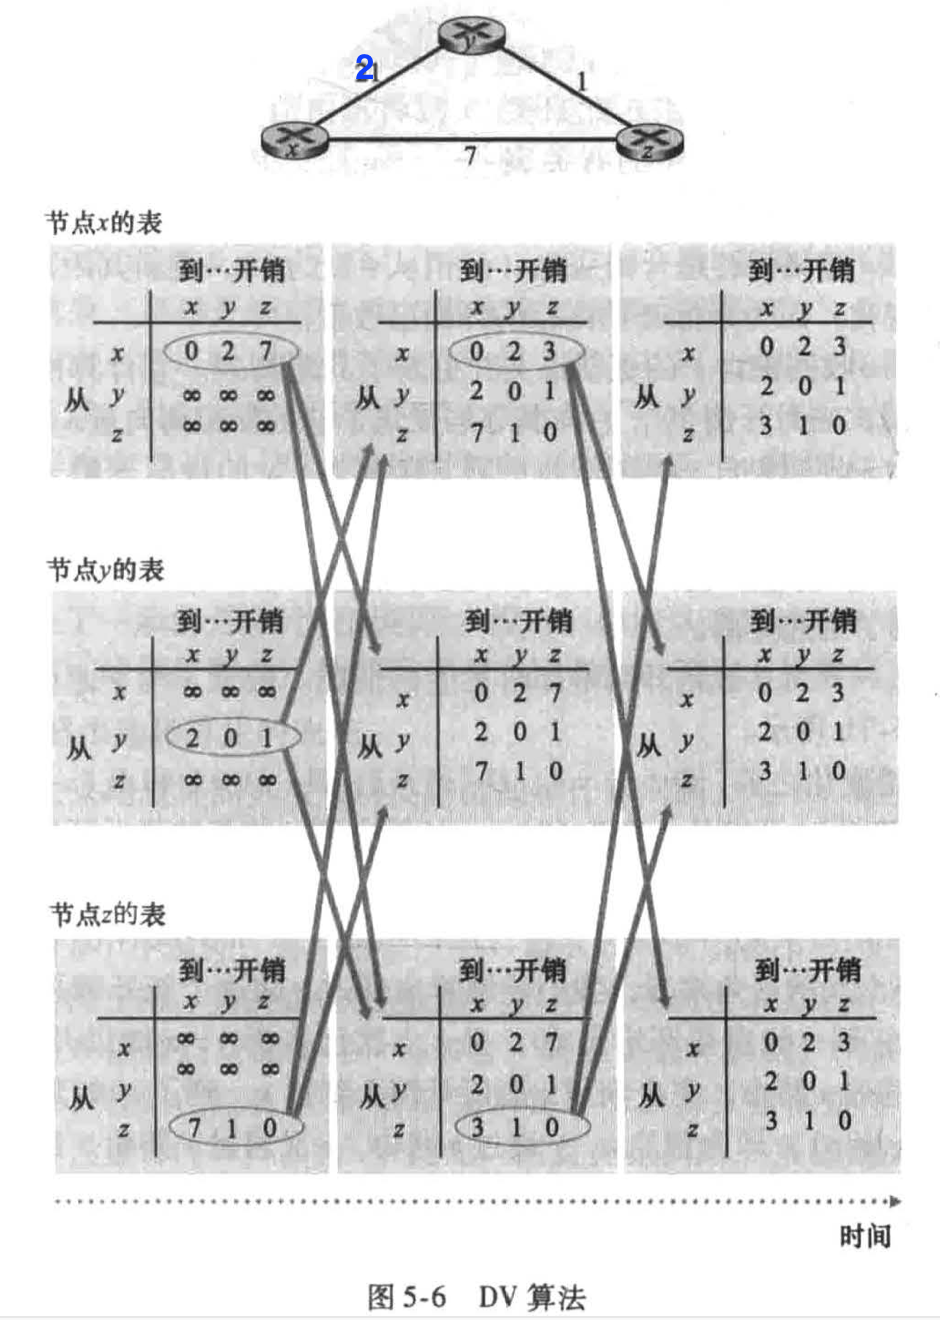 y
2
1
x
7
z
节点x的表
到…开销 到…开销 到…开销
x y z x y z x y z
x 0 2 7 x 0 2 3 x 0 2 3
从 y ∞ ∞ ∞ 从 y 2 0 1 从 y 2 0 1
z ∞ ∞ ∞ z 7 1 0 z 3 1 0
节点y的表
到…开销 到…开销 到…开销
x y z x y z x y z
x ∞ ∞ ∞ x 0 2 7 x 0 2 3
从 y 2 0 1 从 y 2 0 1 从 y 2 0 1
z ∞ ∞ ∞ z 7 1 0 z 3 1 0
节点z的表
到…开销 到…开销 到…开销
x y z x y z x y z
x ∞ ∞ ∞ x 0 2 7 x 0 2 3
从 y ∞ ∞ ∞ 从 y 2 0 1 从 y 2 0 1
z 7 1 0 z 3 1 0 z 3 1 0
时间
图 5-6 DV 算法